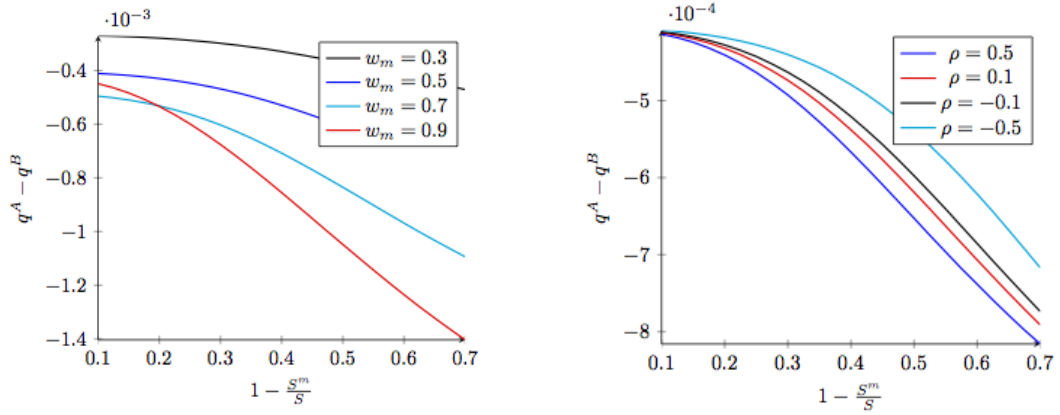 ·10⁻³
−0.4
−0.6
−0.8
−1
−1.2
−1.4
0.1 0.2 0.3 0.4 0.5 0.6 0.7
q^A − q^B
1 − S^m/S
w_m = 0.3
w_m = 0.5
w_m = 0.7
w_m = 0.9
·10⁻⁴
−5
−6
−7
−8
0.1 0.2 0.3 0.4 0.5 0.6 0.7
q^A − q^B
1 − S^m/S
ρ = 0.5
ρ = 0.1
ρ = −0.1
ρ = −0.5